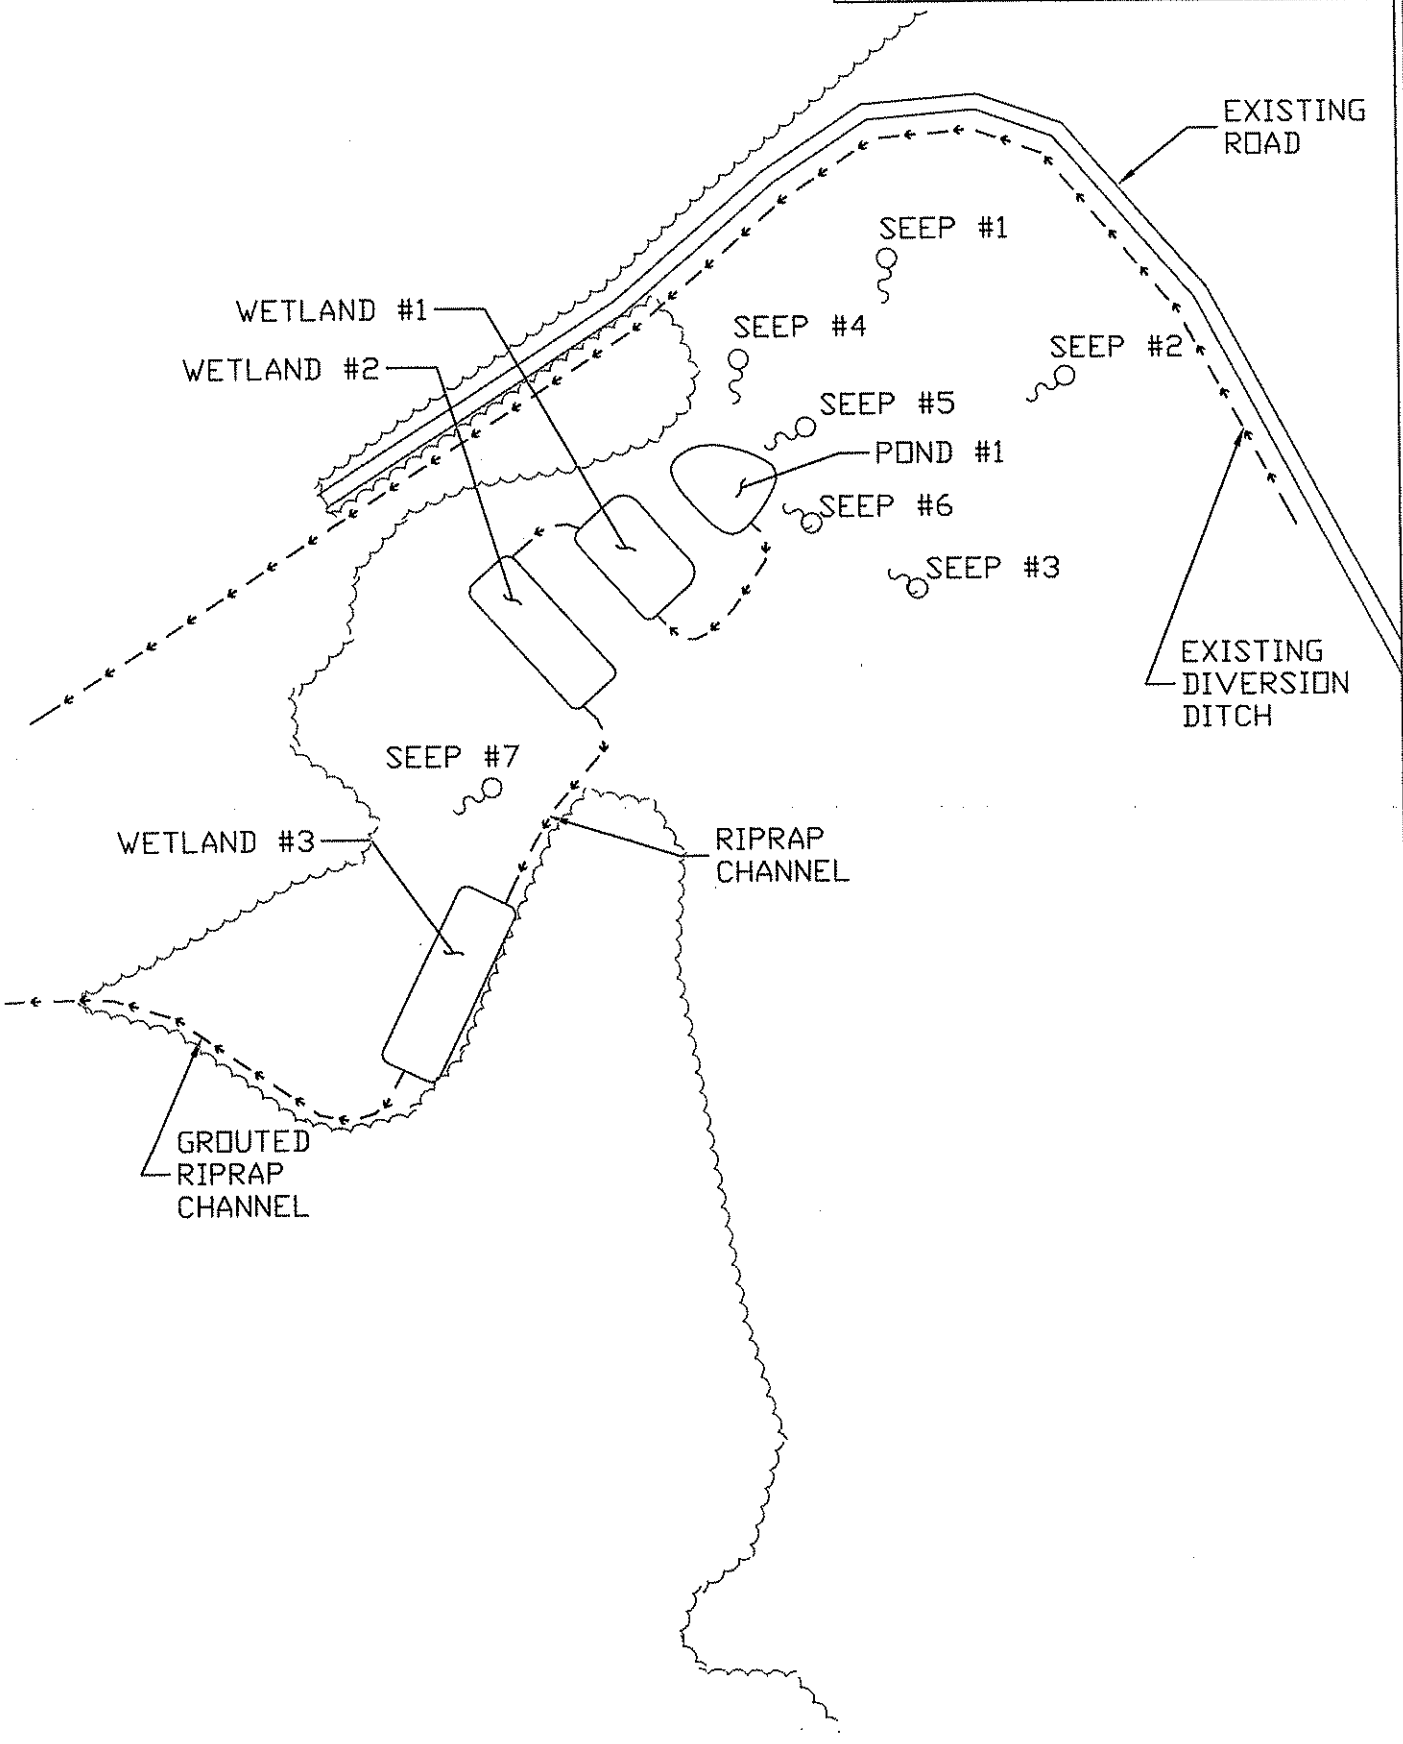 EXISTING
ROAD
SEEP #1
WETLAND #1
SEEP #4
SEEP #2
WETLAND #2
SEEP #5
POND #1
SEEP #6
SEEP #3
EXISTING
DIVERSION
DITCH
SEEP #7
WETLAND #3
RIPRAP
CHANNEL
GROUTED
RIPRAP
CHANNEL